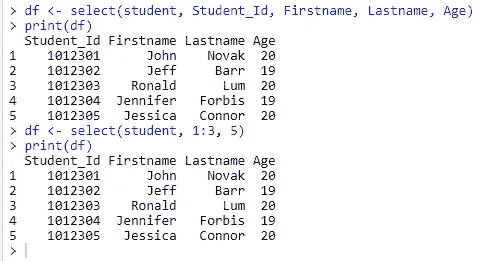 > df <- select(student, Student_Id, Firstname, Lastname, Age)
> print(df)
  Student_Id Firstname Lastname Age
1    1012301      John    Novak  20
2    1012302      Jeff     Barr  19
3    1012303    Ronald      Lum  20
4    1012304  Jennifer   Forbis  19
5    1012305   Jessica   Connor  20
> df <- select(student, 1:3, 5)
> print(df)
  Student_Id Firstname Lastname Age
1    1012301      John    Novak  20
2    1012302      Jeff     Barr  19
3    1012303    Ronald      Lum  20
4    1012304  Jennifer   Forbis  19
5    1012305   Jessica   Connor  20
>